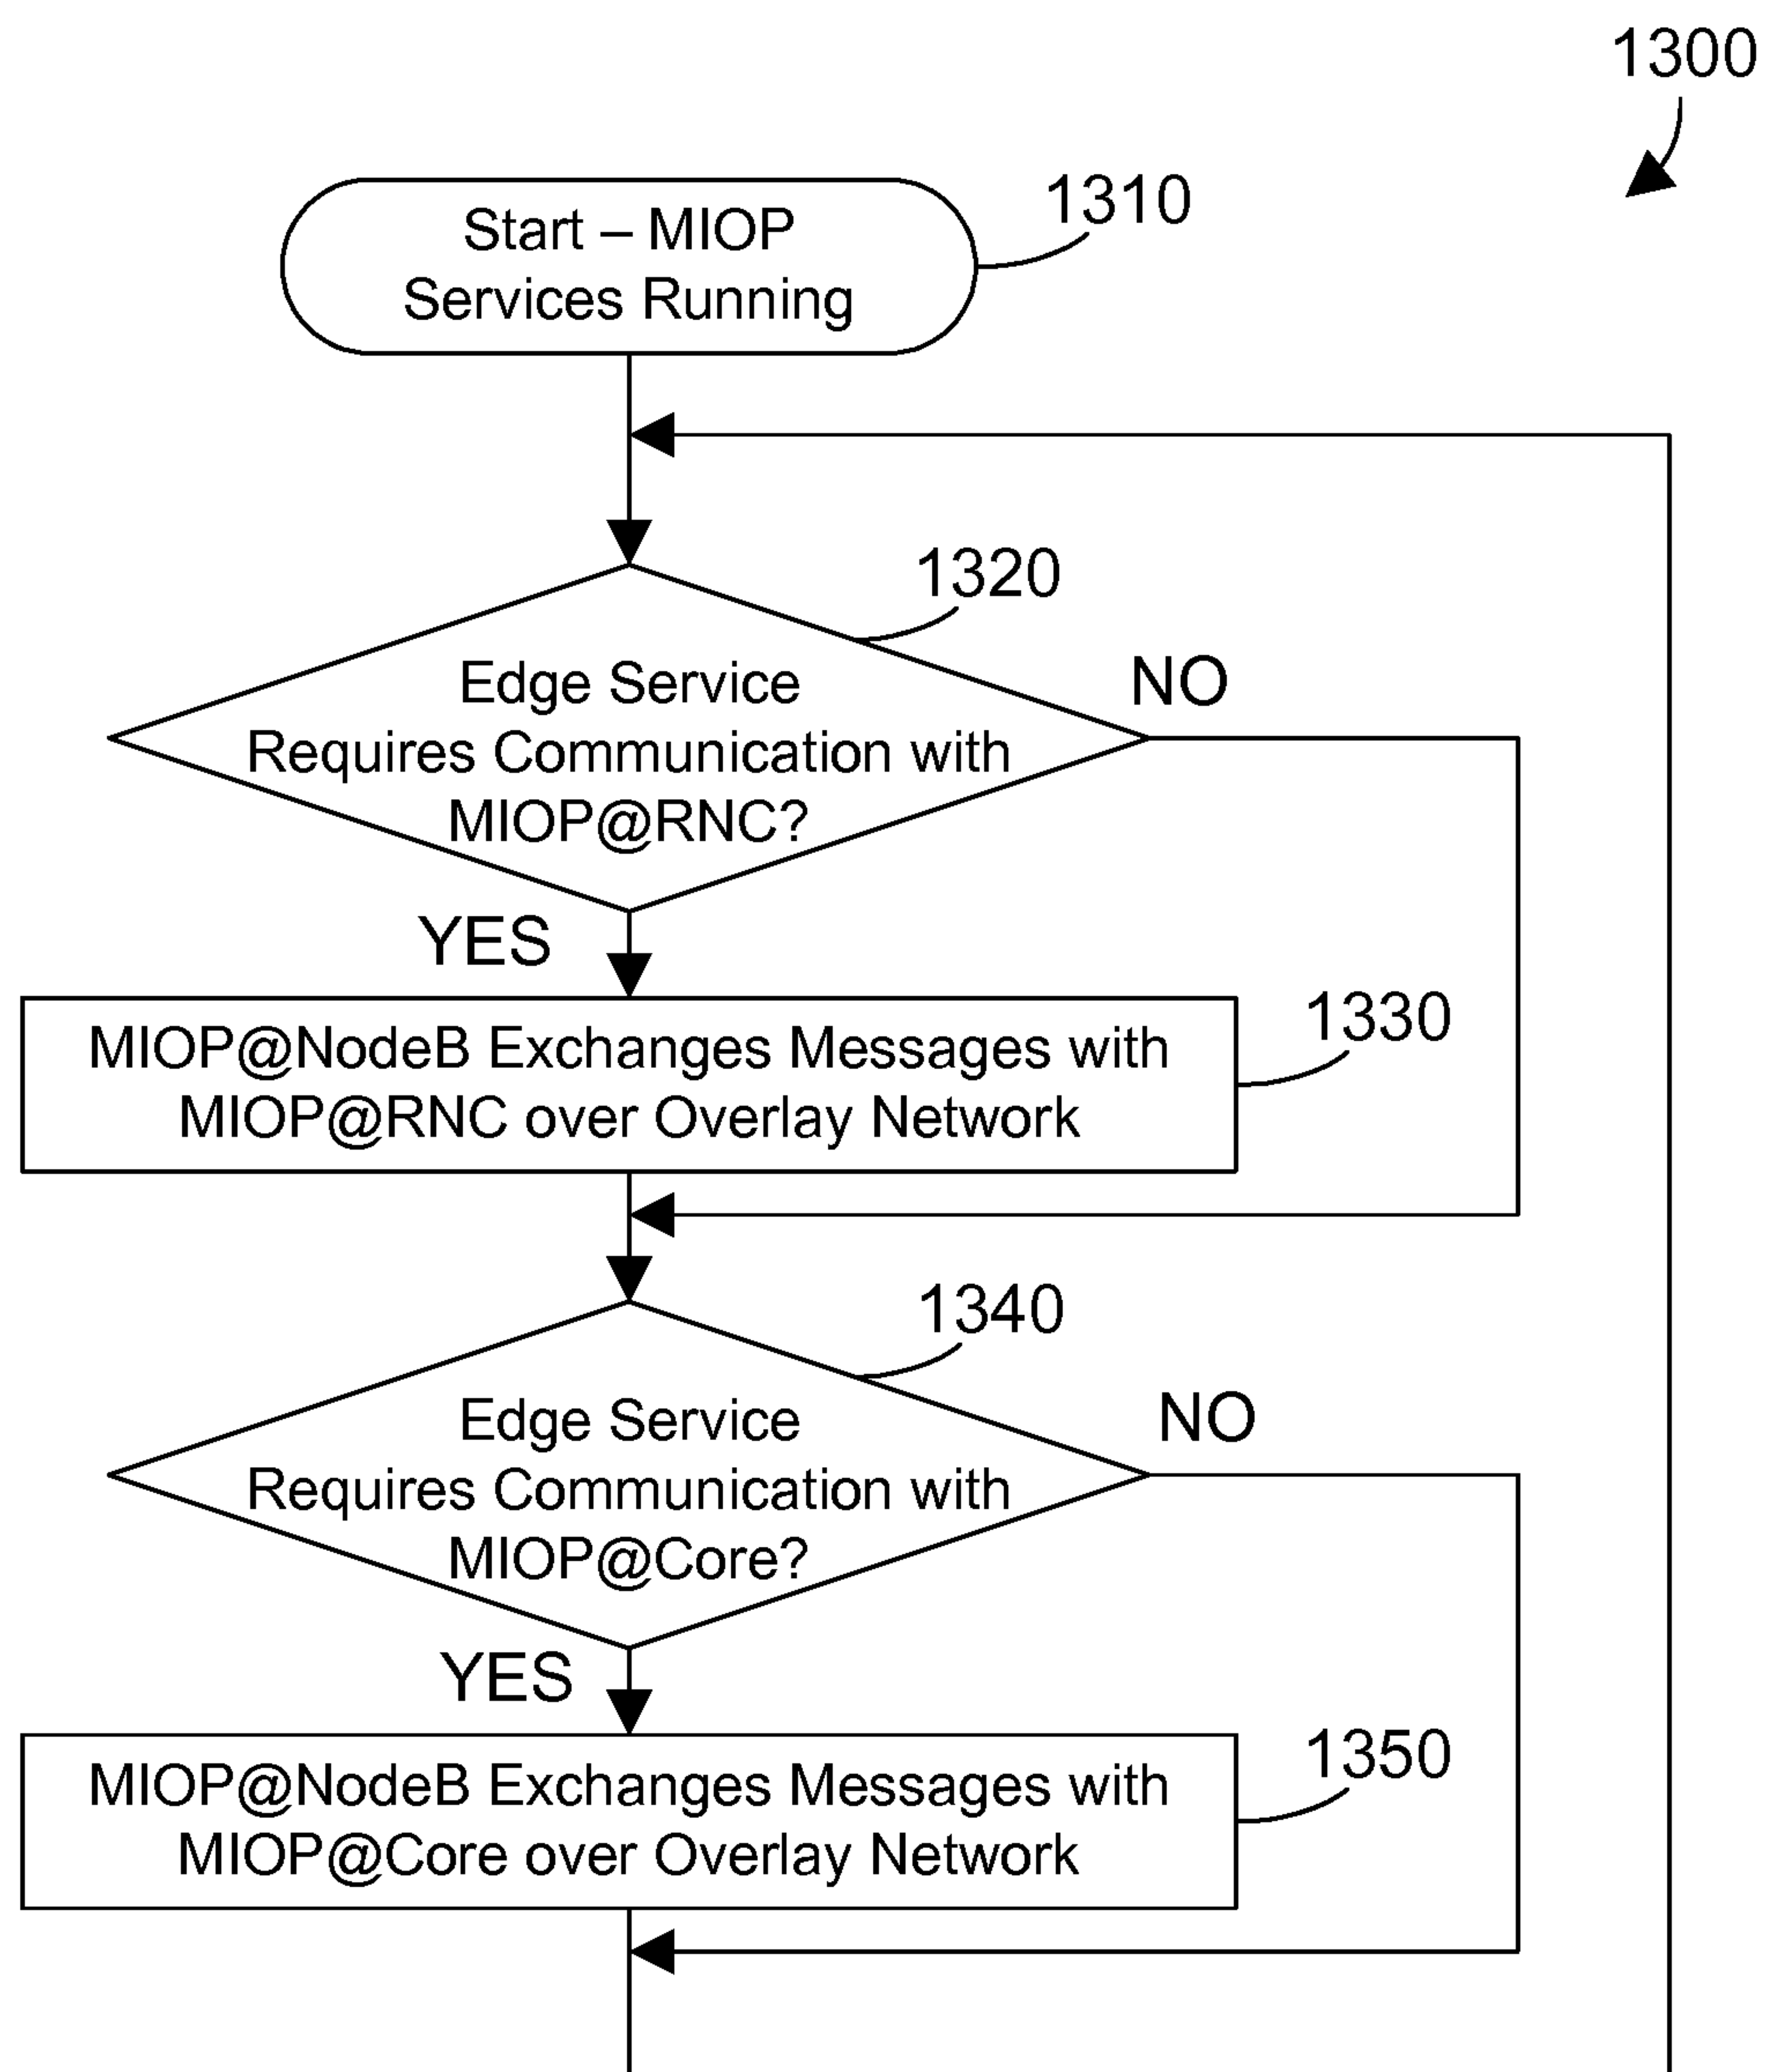 1300
1310
Start – MIOP
Services Running
1320
Edge Service
Requires Communication with
MIOP@RNC?
NO
YES
1330
MIOP@NodeB Exchanges Messages with
MIOP@RNC over Overlay Network
1340
Edge Service
Requires Communication with
MIOP@Core?
NO
YES
1350
MIOP@NodeB Exchanges Messages with
MIOP@Core over Overlay Network